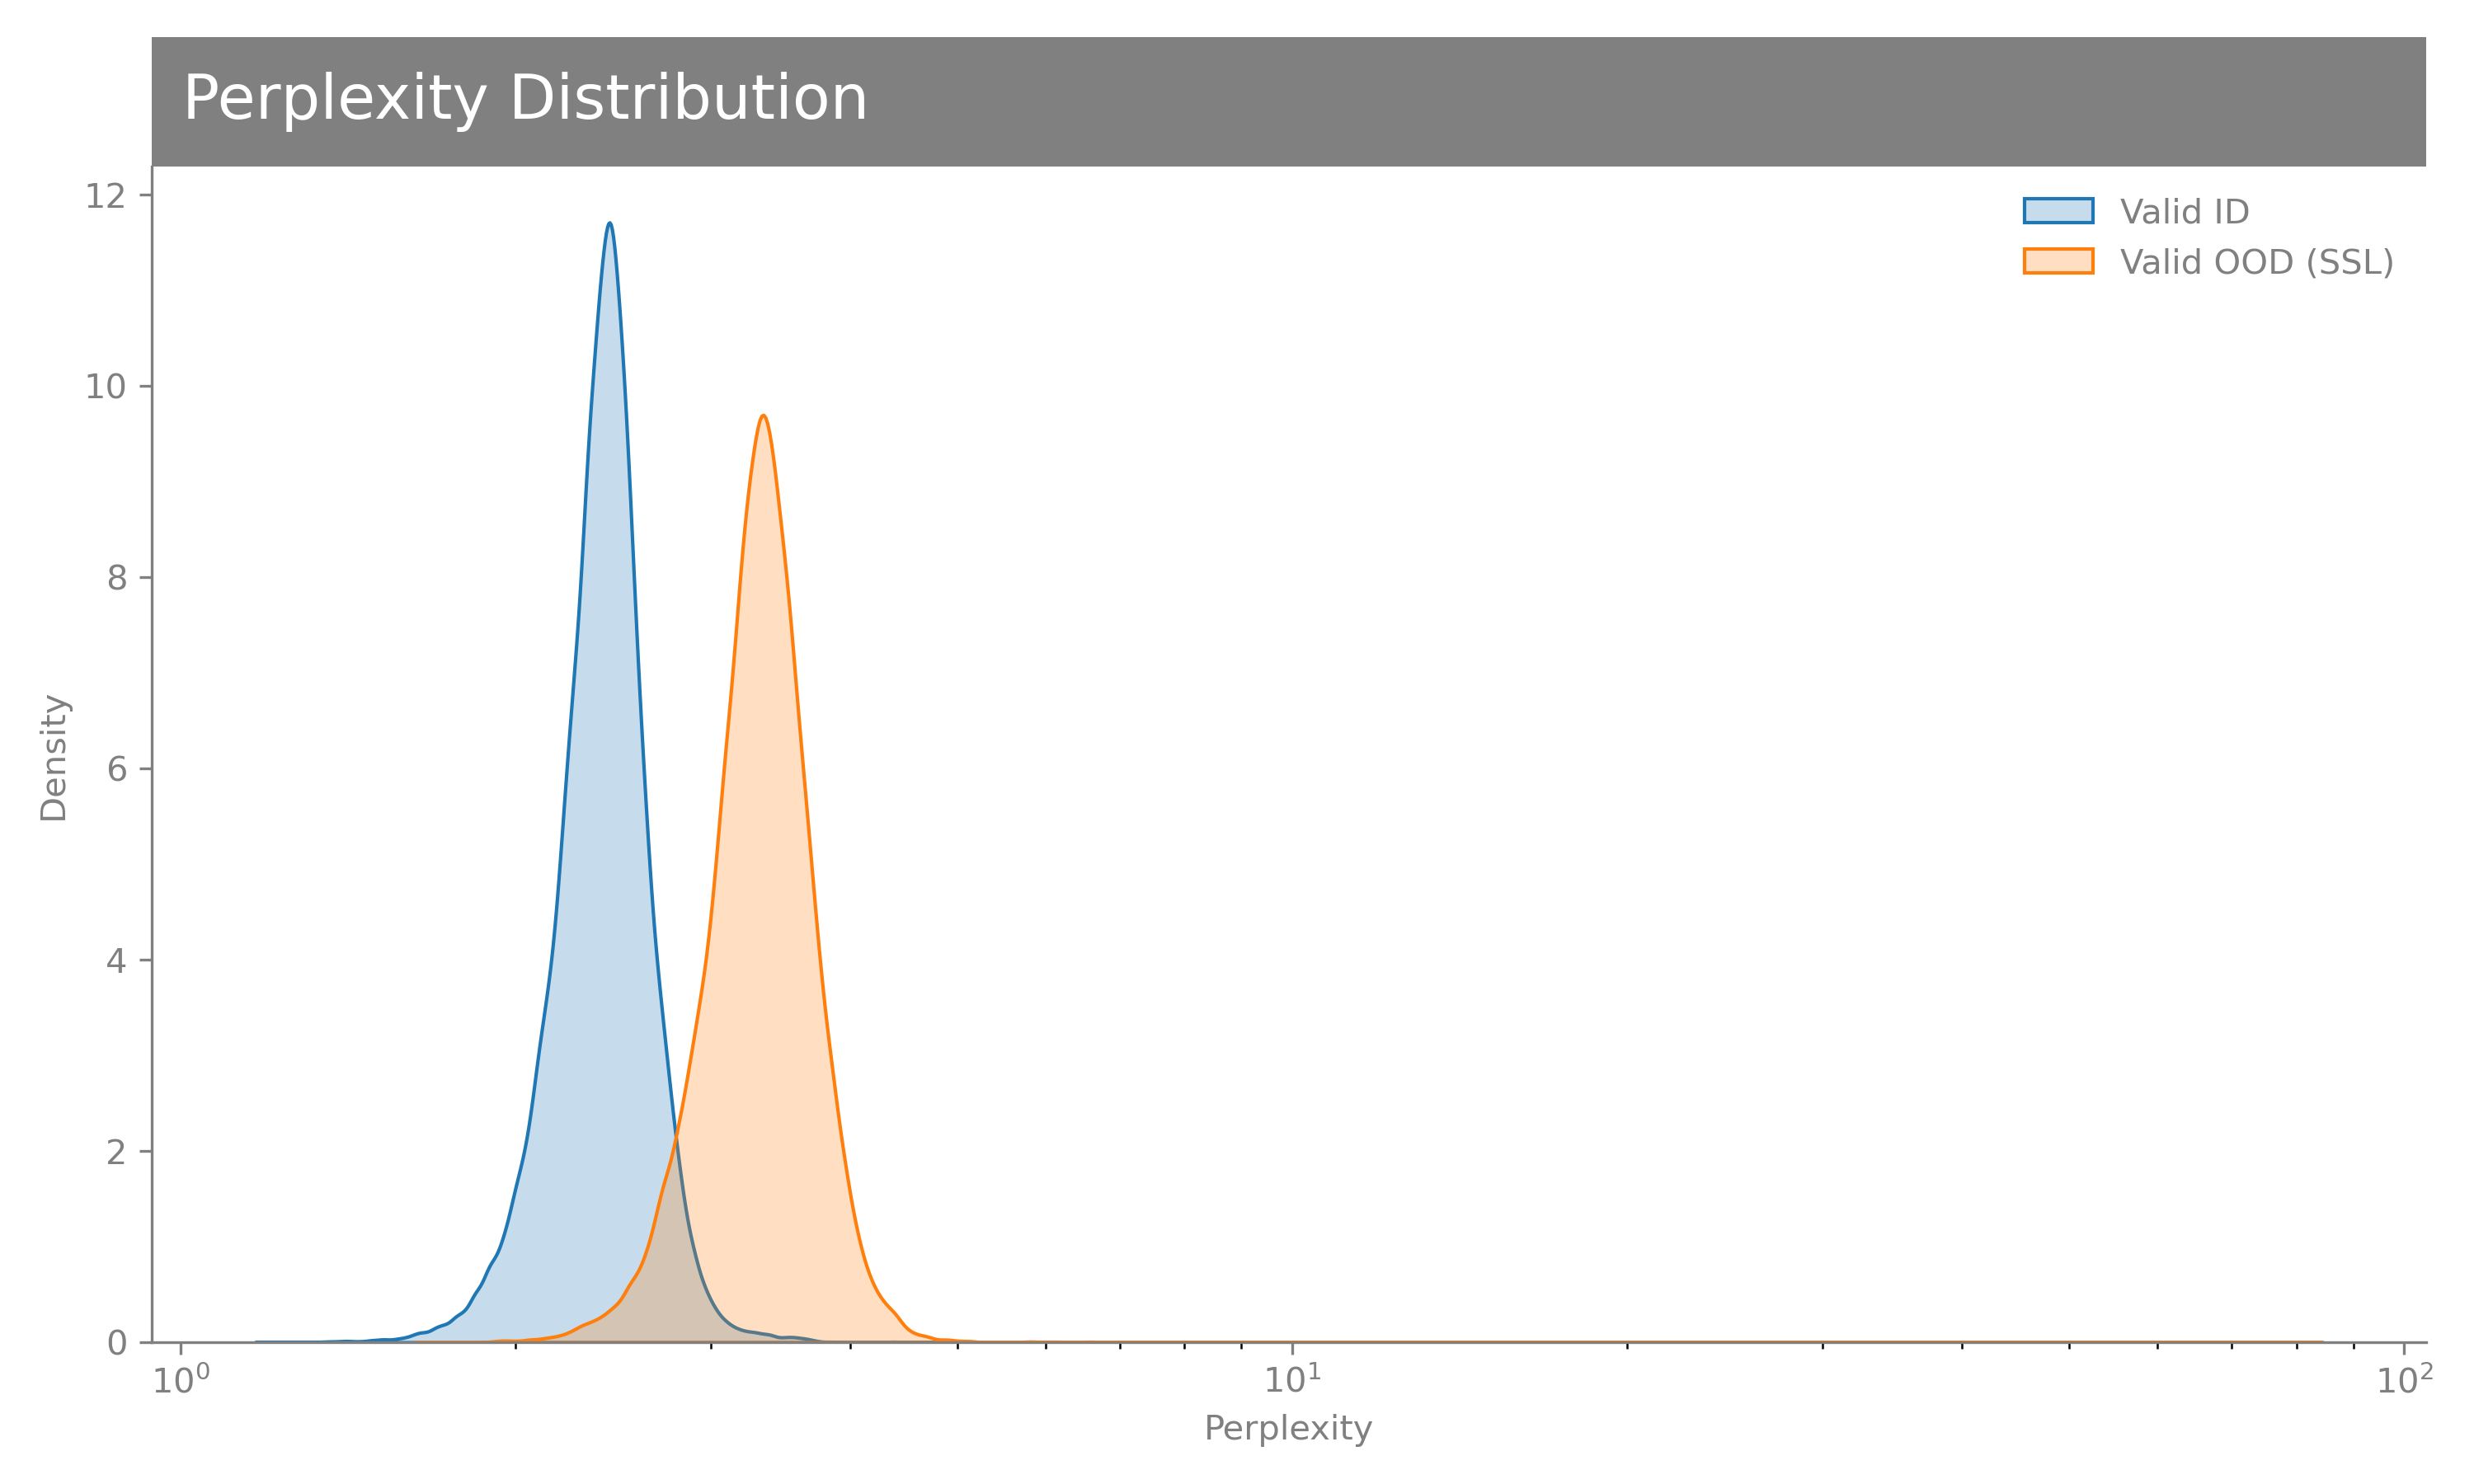 Perplexity Distribution
Valid ID
Valid OOD (SSL)
12
10
8
6
4
2
0
Density
10⁰
10¹
10²
Perplexity